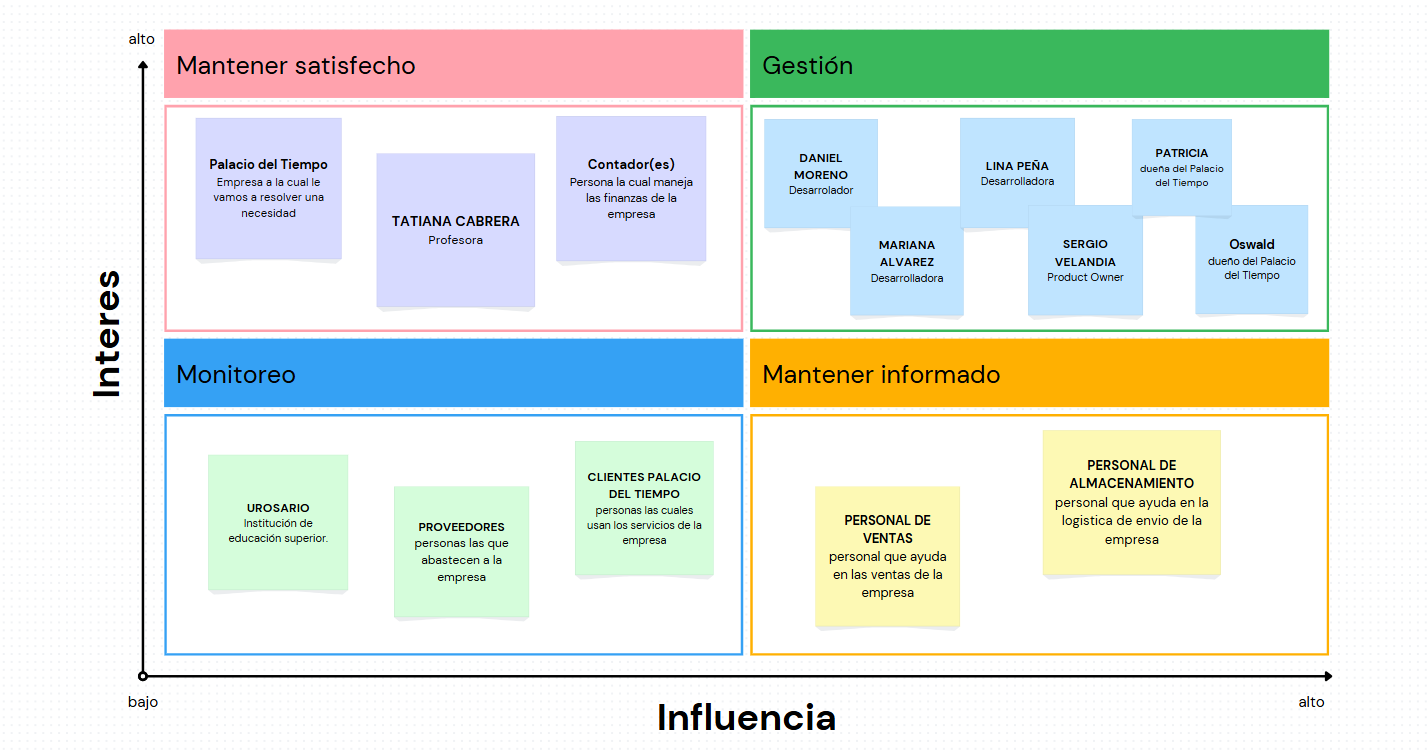 alto
Mantener satisfecho
Gestión
Palacio del Tiempo
Empresa a la cual le
vamos a resolver una
necesidad
TATIANA CABRERA
Profesora
Contador(es)
Persona la cual maneja
las finanzas de la
empresa
DANIEL
MORENO
Desarrolador
MARIANA
ALVAREZ
Desarrolladora
LINA PEÑA
Desarrolladora
SERGIO
VELANDIA
Product Owner
PATRICIA
dueña del Palacio
del Tiempo
Oswald
dueño del Palacio
del TIempo
Interes
Monitoreo
Mantener informado
UROSARIO
Institución de
educación superior.
PROVEEDORES
personas las que
abastecen a la
empresa
CLIENTES PALACIO
DEL TIEMPO
personas las cuales
usan los servicios de la
empresa
PERSONAL DE
VENTAS
personal que ayuda
en las ventas de la
empresa
PERSONAL DE
ALMACENAMIENTO
personal que ayuda en la
logistica de envio de la
empresa
bajo
Influencia
alto